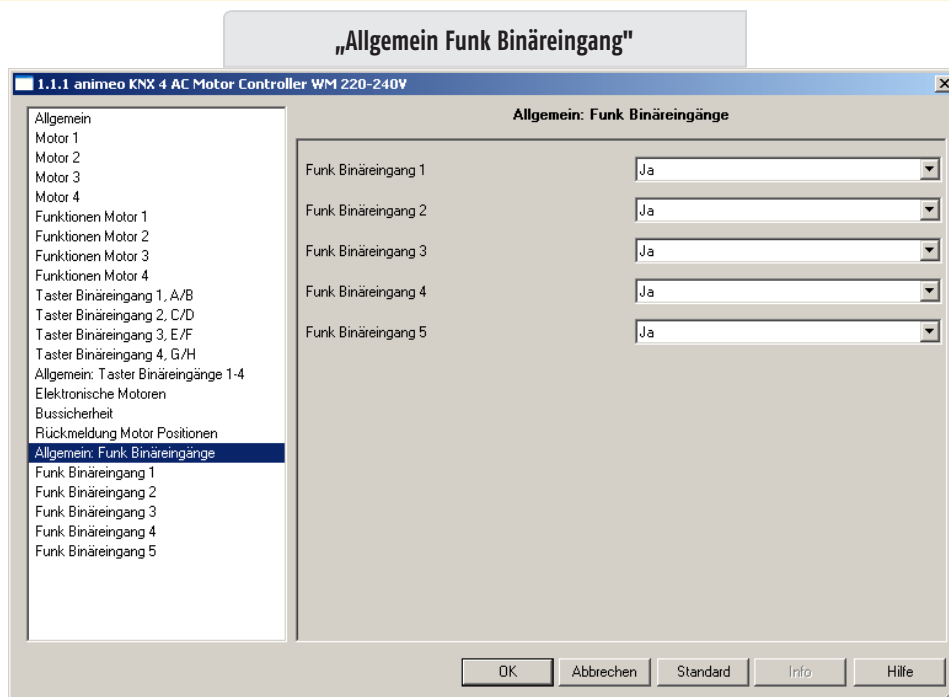 „Allgemein Funk Binäreingang"
1.1.1 animeo KNX 4 AC Motor Controller WM 220-240V
Allgemein
Motor 1
Motor 2
Motor 3
Motor 4
Funktionen Motor 1
Funktionen Motor 2
Funktionen Motor 3
Funktionen Motor 4
Taster Binäreingang 1, A/B
Taster Binäreingang 2, C/D
Taster Binäreingang 3, E/F
Taster Binäreingang 4, G/H
Allgemein: Taster Binäreingänge 1-4
Elektronische Motoren
Bussicherheit
Rückmeldung Motor Positionen
Allgemein: Funk Binäreingänge
Funk Binäreingang 1
Funk Binäreingang 2
Funk Binäreingang 3
Funk Binäreingang 4
Funk Binäreingang 5
Allgemein: Funk Binäreingänge
Funk Binäreingang 1 Ja
Funk Binäreingang 2 Ja
Funk Binäreingang 3 Ja
Funk Binäreingang 4 Ja
Funk Binäreingang 5 Ja
OK Abbrechen Standard Info Hilfe